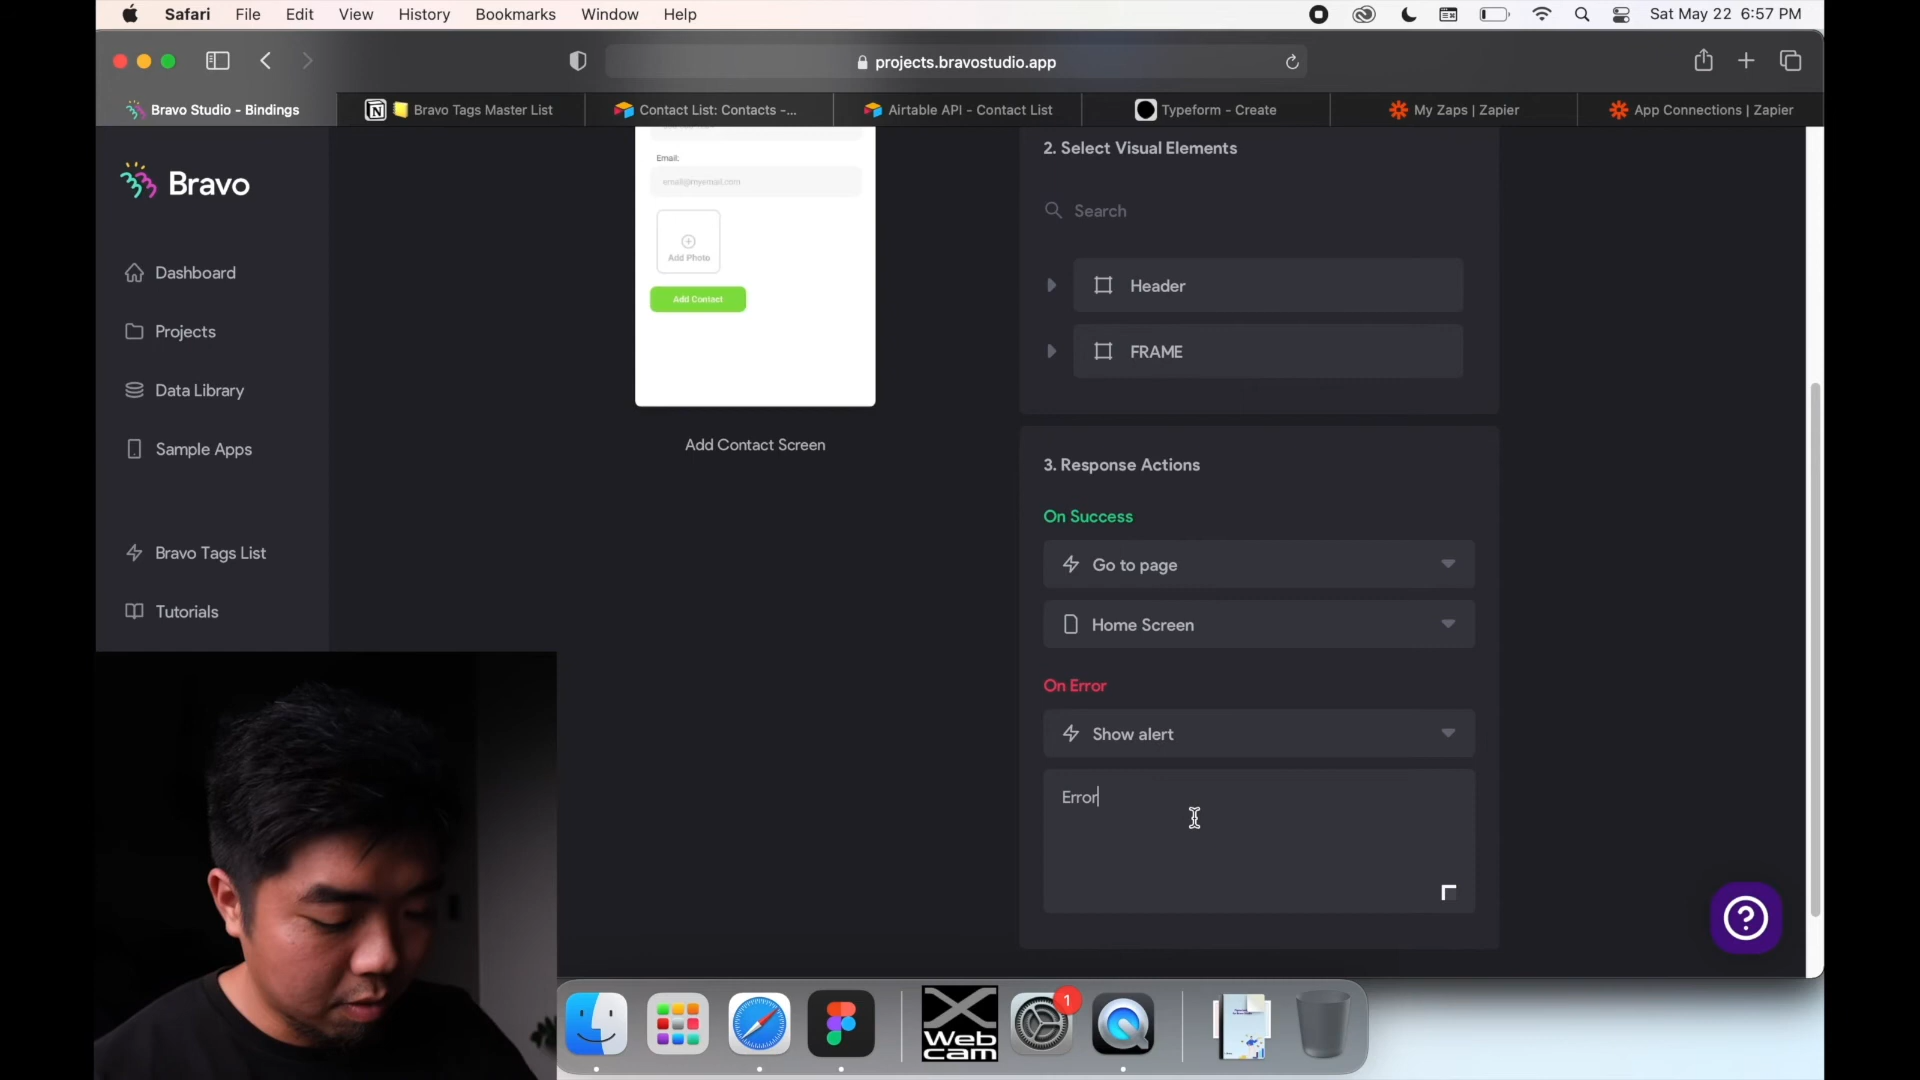 Safari File Edit View History Bookmarks Window Help Sat May 22 6:57 PM
projects.bravostudio.app
Bravo Studio - Bindings Bravo Tags Master List Contact List: Contacts -... Airtable API - Contact List Typeform - Create My Zaps | Zapier App Connections | Zapier
Bravo
Dashboard
Projects
Data Library
Sample Apps
Bravo Tags List
Tutorials
Email:
email@myemail.com
Add Photo
Add Contact
Add Contact Screen
2. Select Visual Elements
Search
Header
FRAME
3. Response Actions
On Success
Go to page
Home Screen
On Error
Show alert
Error
Web
cam
1